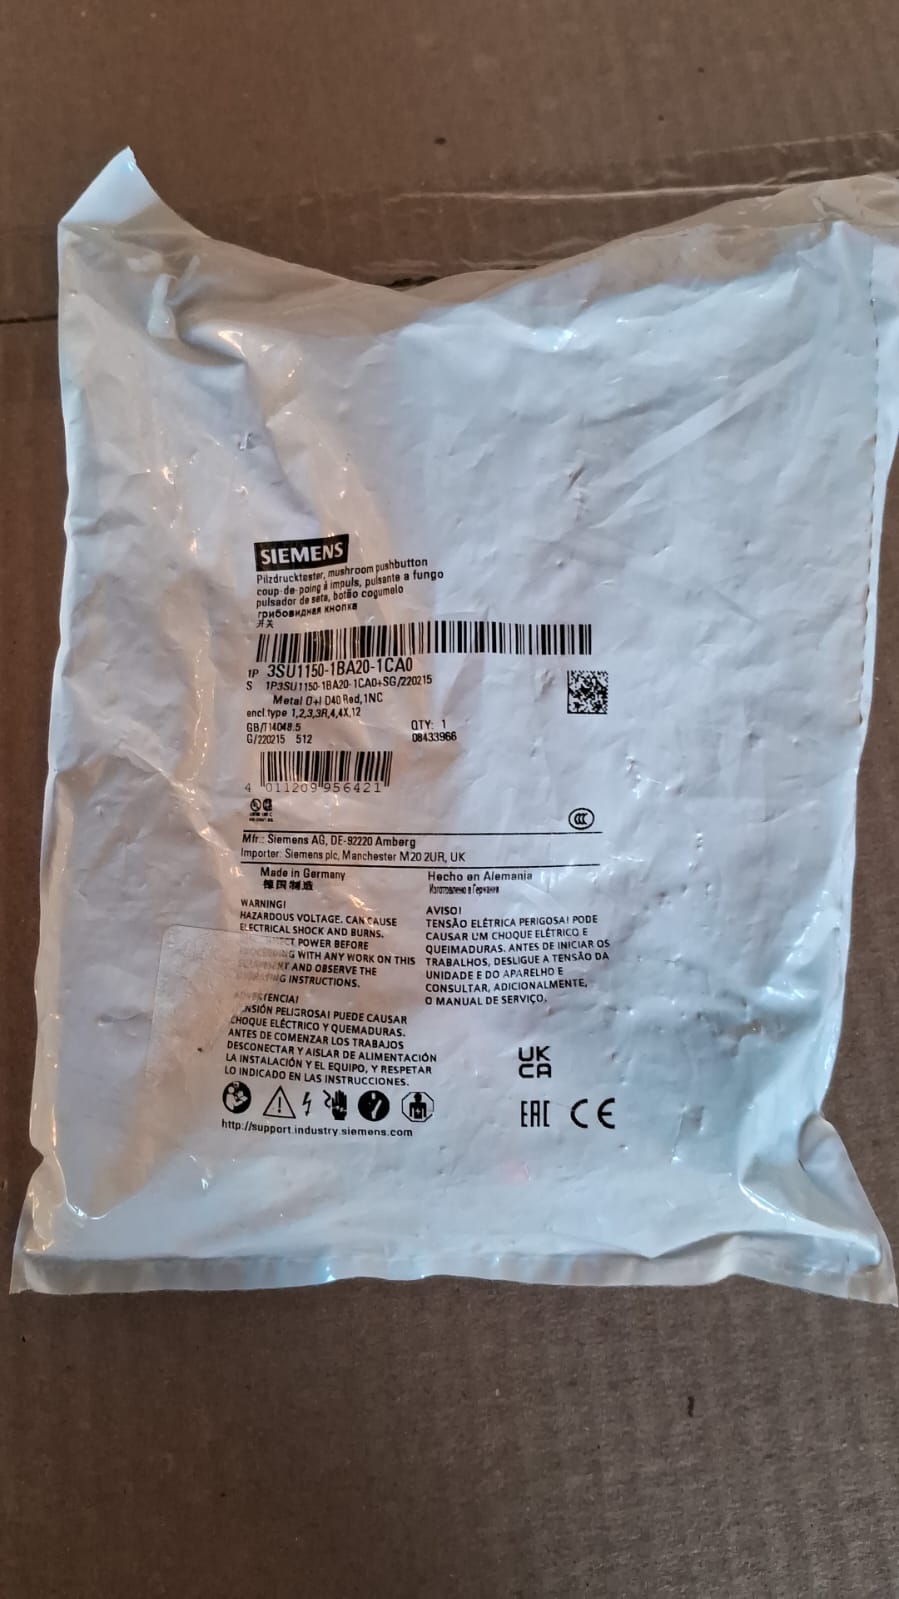 SIEMENS
Pilzdrucktaster, mushroom pushbutton
coup-de-poing à impuls, pulsante a fungo
pulsador de seta, botão cogumelo
грибовидная кнопка
开关
1P 3SU1150-1BA20-1CA0
S 1P3SU1150-1BA20-1CA0+SG/220215
Metal O+I D40 Red,1NC
encl.type 1,2,3,3R,4,4X,12
GB/T14048.5 QTY: 1
G/220215 512 08433966
4 011209 956421
Mfr.: Siemens AG, DE-92220 Amberg
Importer: Siemens plc, Manchester M20 2UR, UK
Made in Germany
德国制造
Hecho en Alemania
Изготовлено в Германии
WARNING!
HAZARDOUS VOLTAGE. CAN CAUSE
ELECTRICAL SHOCK AND BURNS.
POWER BEFORE
PROCEEDING WITH ANY WORK ON THIS
EQUIPMENT AND OBSERVE THE
OPERATING INSTRUCTIONS.
ADVERTENCIA!
TENSIÓN PELIGROSA! PUEDE CAUSAR
CHOQUE ELÉCTRICO Y QUEMADURAS.
ANTES DE COMENZAR LOS TRABAJOS
DESCONECTAR Y AISLAR DE ALIMENTACIÓN
LA INSTALACIÓN Y EL EQUIPO, Y RESPETAR
LO INDICADO EN LAS INSTRUCCIONES.
AVISO!
TENSÃO ELÉTRICA PERIGOSA! PODE
CAUSAR UM CHOQUE ELÉTRICO E
QUEIMADURAS. ANTES DE INICIAR OS
TRABALHOS, DESLIGUE A TENSÃO DA
UNIDADE E DO APARELHO E
CONSULTAR, ADICIONALMENTE,
O MANUAL DE SERVIÇO.
UK
CA
EAC CE
http://support.industry.siemens.com